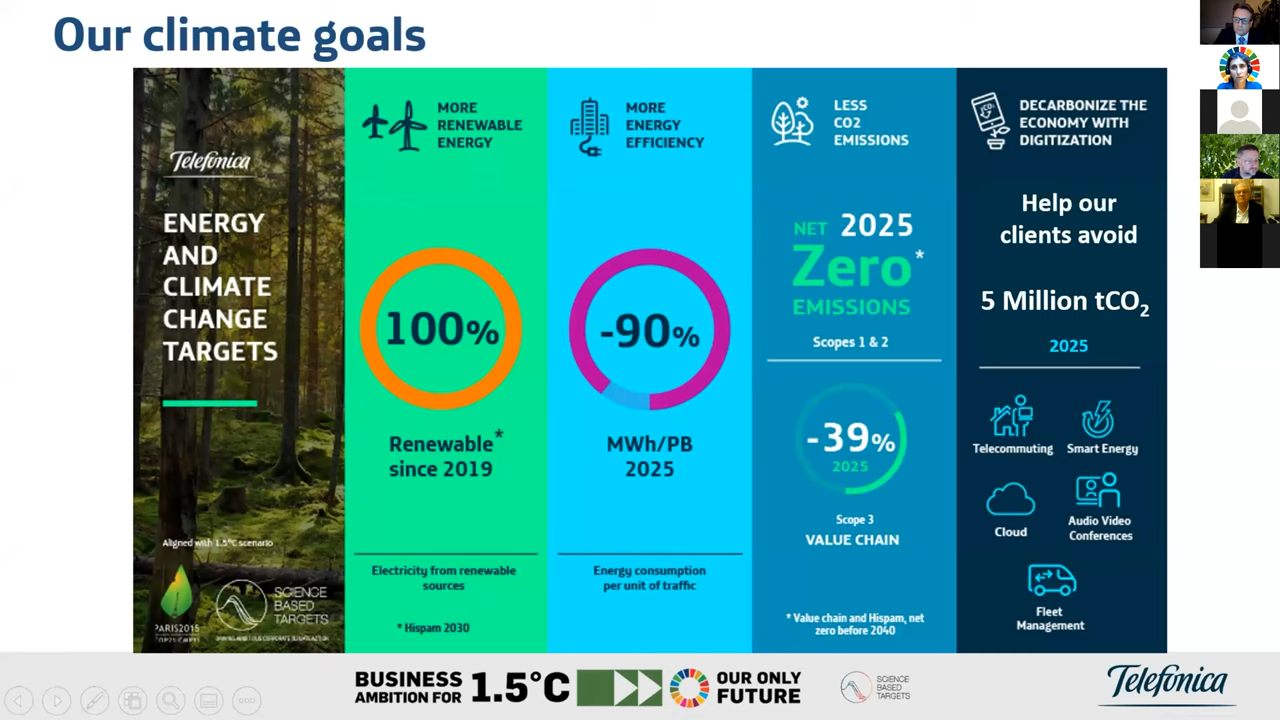 Our climate goals
Telefónica
ENERGY
AND
CLIMATE
CHANGE
TARGETS
Aligned with 1.5°C scenario
PARIS2015
SCIENCE
BASED
TARGETS
MORE
RENEWABLE
ENERGY
100%
Renewable*
since 2019
Electricity from renewable
sources
* Hispam 2030
MORE
ENERGY
EFFICIENCY
-90%
MWh/PB
2025
Energy consumption
per unit of traffic
LESS
CO2
EMISSIONS
NET 2025
Zero*
EMISSIONS
Scopes 1 & 2
-39%
2025
Scope 3
VALUE CHAIN
* Value chain and Hispam, net
zero before 2040
DECARBONIZE THE
ECONOMY WITH
DIGITIZATION
Help our
clients avoid
5 Million tCO₂
2025
Telecommuting
Smart Energy
Cloud
Audio Video
Conferences
Fleet
Management
BUSINESS
AMBITION FOR
1.5°C
OUR ONLY
FUTURE
SCIENCE
BASED
TARGETS
Telefónica